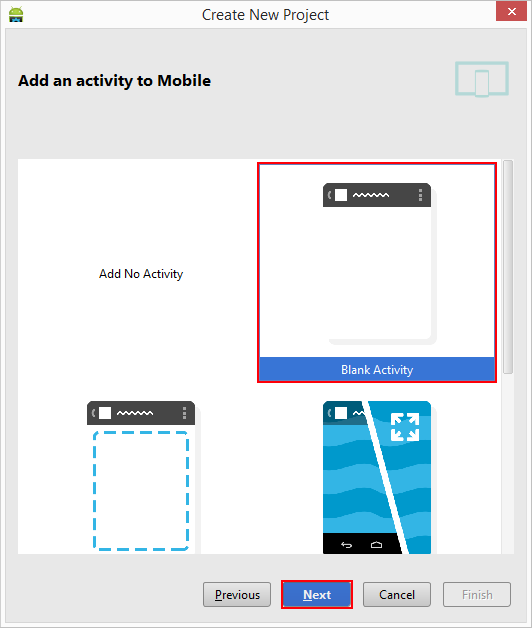 Create New Project
Add an activity to Mobile
Add No Activity
Blank Activity
Previous
Next
Cancel
Finish